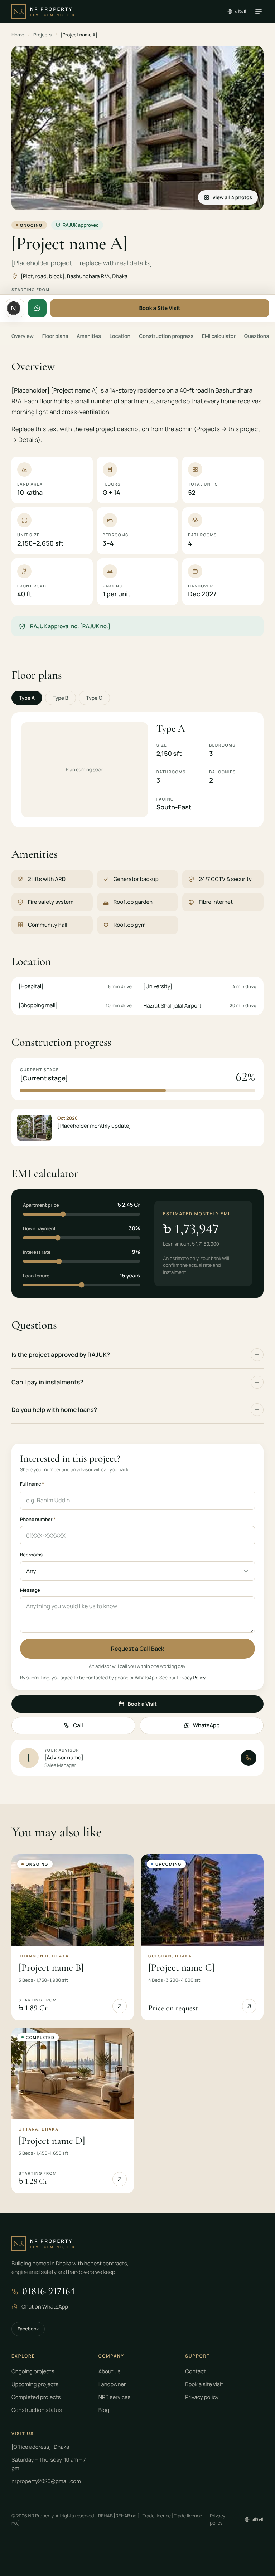 NR
NR PROPERTY
DEVELOPMENTS LTD
বাংলা
Home
Projects
[Project name A]
View all 4 photos
ONGOING
RAJUK approved
[Project name A]
[Placeholder project — replace with real details]
[Plot, road, block], Bashundhara R/A, Dhaka
STARTING FROM
N
Book a Site Visit
Overview
Floor plans
Amenities
Location
Construction progress
EMI calculator
Questions
Overview
[Placeholder] [Project name A] is a 14-storey residence on a 40-ft road in Bashundhara
R/A. Each floor holds a small number of apartments, arranged so that every home receives
morning light and cross-ventilation.
Replace this text with the real project description from the admin (Projects → this project
→ Details).
LAND AREA
10 katha
FLOORS
G + 14
TOTAL UNITS
52
UNIT SIZE
2,150–2,650 sft
BEDROOMS
3–4
BATHROOMS
4
FRONT ROAD
40 ft
PARKING
1 per unit
HANDOVER
Dec 2027
RAJUK approval no. [RAJUK no.]
Floor plans
Type A
Type B
Type C
Plan coming soon
Type A
SIZE
2,150 sft
BEDROOMS
3
BATHROOMS
3
BALCONIES
2
FACING
South-East
Amenities
2 lifts with ARD
Generator backup
24/7 CCTV & security
Fire safety system
Rooftop garden
Fibre internet
Community hall
Rooftop gym
Location
[Hospital]
5 min drive
[University]
4 min drive
[Shopping mall]
10 min drive
Hazrat Shahjalal Airport
20 min drive
Construction progress
CURRENT STAGE
[Current stage]
62%
Oct 2026
[Placeholder monthly update]
EMI calculator
Apartment price
৳ 2.45 Cr
Down payment
30%
Interest rate
9%
Loan tenure
15 years
ESTIMATED MONTHLY EMI
৳ 1,73,947
Loan amount ৳ 1,71,50,000
An estimate only. Your bank will
confirm the actual rate and
instalment.
Questions
Is the project approved by RAJUK?
Can I pay in instalments?
Do you help with home loans?
Interested in this project?
Share your number and an advisor will call you back.
Full name *
e.g. Rahim Uddin
Phone number *
01XXX-XXXXXX
Bedrooms
Any
Message
Anything you would like us to know
Request a Call Back
An advisor will call you within one working day.
By submitting, you agree to be contacted by phone or WhatsApp. See our Privacy Policy.
Book a Visit
Call
WhatsApp
[
YOUR ADVISOR
[Advisor name]
Sales Manager
You may also like
ONGOING
DHANMONDI, DHAKA
[Project name B]
3 Beds · 1,750–1,980 sft
STARTING FROM
৳ 1.89 Cr
UPCOMING
GULSHAN, DHAKA
[Project name C]
4 Beds · 3,200–4,800 sft
Price on request
COMPLETED
UTTARA, DHAKA
[Project name D]
3 Beds · 1,450–1,650 sft
STARTING FROM
৳ 1.28 Cr
NR
NR PROPERTY
DEVELOPMENTS LTD
Building homes in Dhaka with honest contracts,
engineered safety and handovers we keep.
01816-917164
Chat on WhatsApp
Facebook
EXPLORE
Ongoing projects
Upcoming projects
Completed projects
Construction status
COMPANY
About us
Landowner
NRB services
Blog
SUPPORT
Contact
Book a site visit
Privacy policy
VISIT US
[Office address], Dhaka
Saturday – Thursday, 10 am – 7
pm
nrproperty2026@gmail.com
© 2026 NR Property. All rights reserved. · REHAB [REHAB no.] · Trade licence [Trade licence
no.]
Privacy
policy
বাংলা